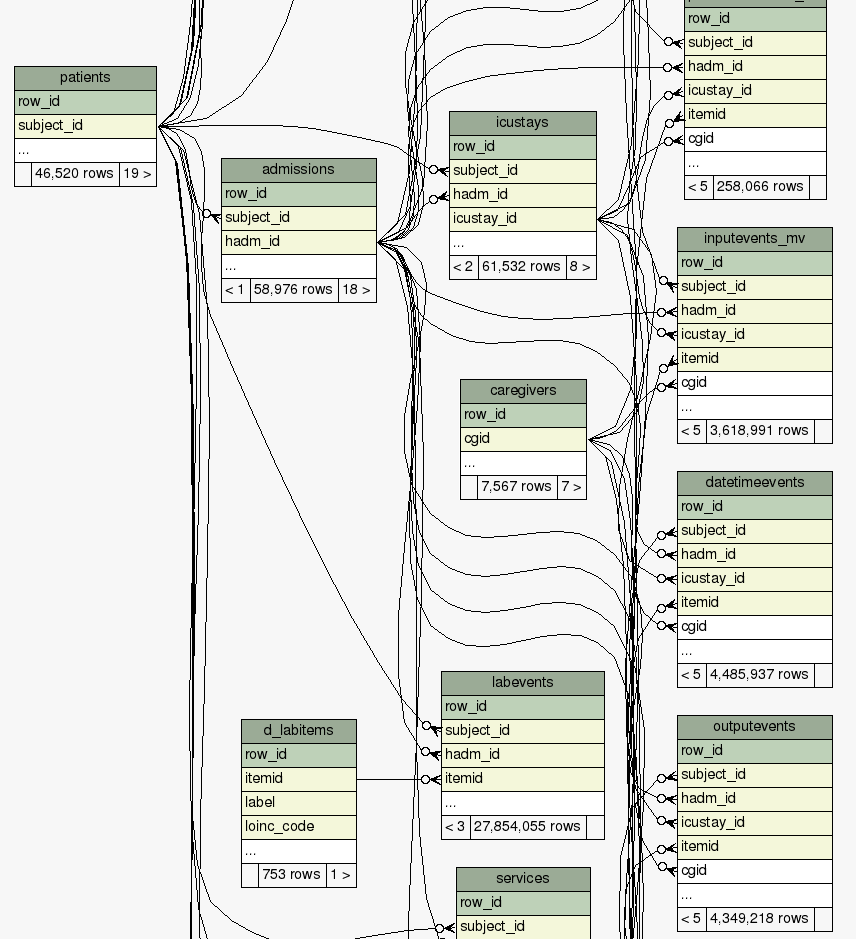 patients
row_id
subject_id
...
46,520 rows 19 >
admissions
row_id
subject_id
hadm_id
...
< 1 58,976 rows 18 >
icustays
row_id
subject_id
hadm_id
icustay_id
...
< 2 61,532 rows 8 >
caregivers
row_id
cgid
...
7,567 rows 7 >
d_labitems
row_id
itemid
label
loinc_code
...
753 rows 1 >
labevents
row_id
subject_id
hadm_id
itemid
...
< 3 27,854,055 rows
services
row_id
subject_id
row_id
subject_id
hadm_id
icustay_id
itemid
cgid
...
< 5 258,066 rows
inputevents_mv
row_id
subject_id
hadm_id
icustay_id
itemid
cgid
...
< 5 3,618,991 rows
datetimeevents
row_id
subject_id
hadm_id
icustay_id
itemid
cgid
...
< 5 4,485,937 rows
outputevents
row_id
subject_id
hadm_id
icustay_id
itemid
cgid
...
< 5 4,349,218 rows